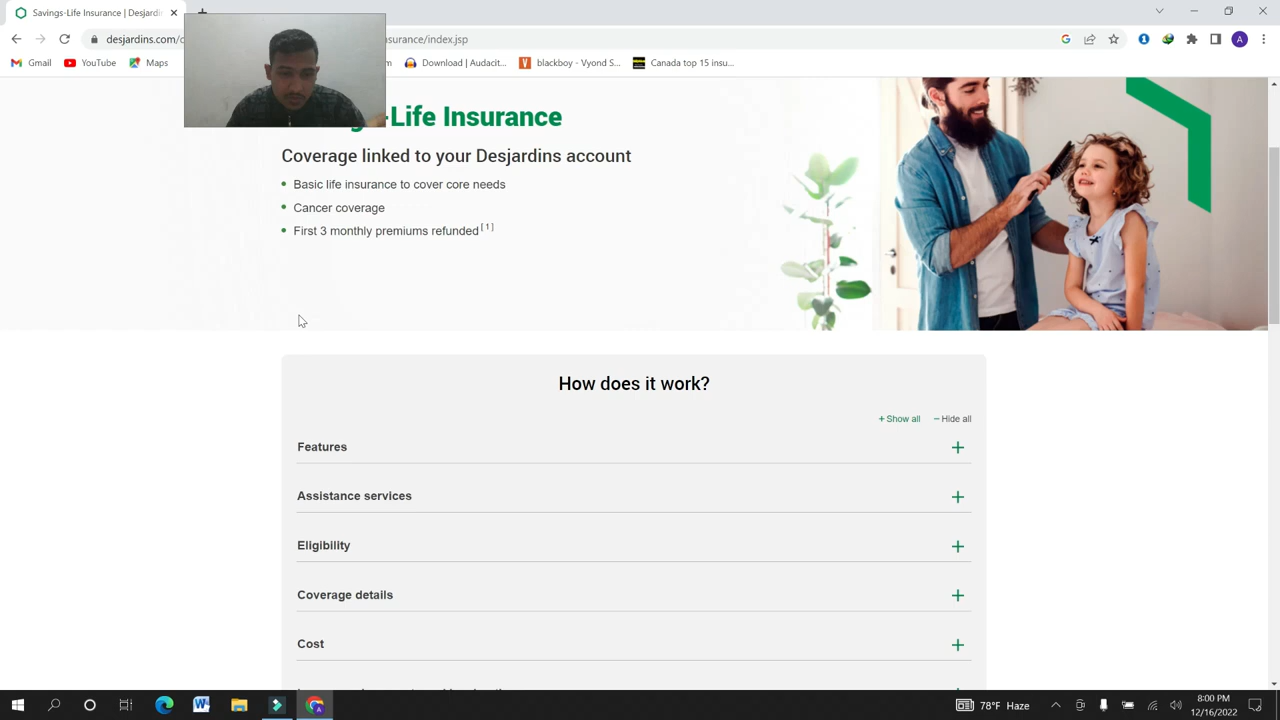 Savings-Life Insurance | Desjardin
desjardins.com/
surance/index.jsp
Gmail
YouTube
Maps
m
Download | Audacit...
blackboy - Vyond S...
Canada top 15 insu...
A
-Life Insurance
Coverage linked to your Desjardins account
Basic life insurance to cover core needs
Cancer coverage
First 3 monthly premiums refunded [1]
How does it work?
+ Show all
− Hide all
Features
Assistance services
Eligibility
Coverage details
Cost
78°F Haze
8:00 PM
12/16/2022